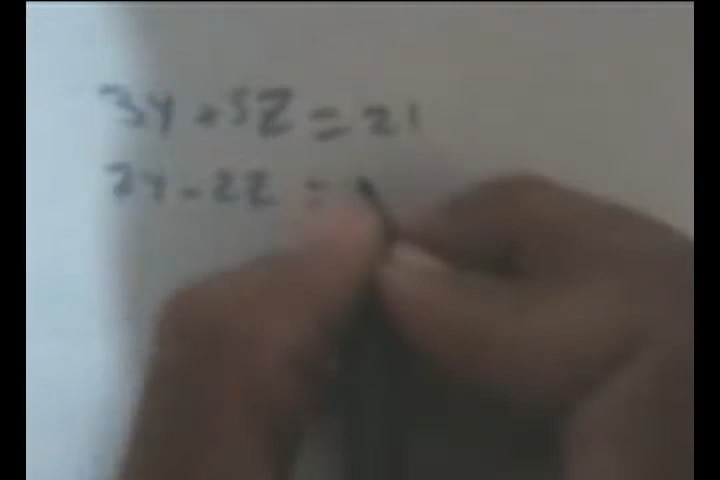 3Y + 5Z = 21
2Y - 2Z =